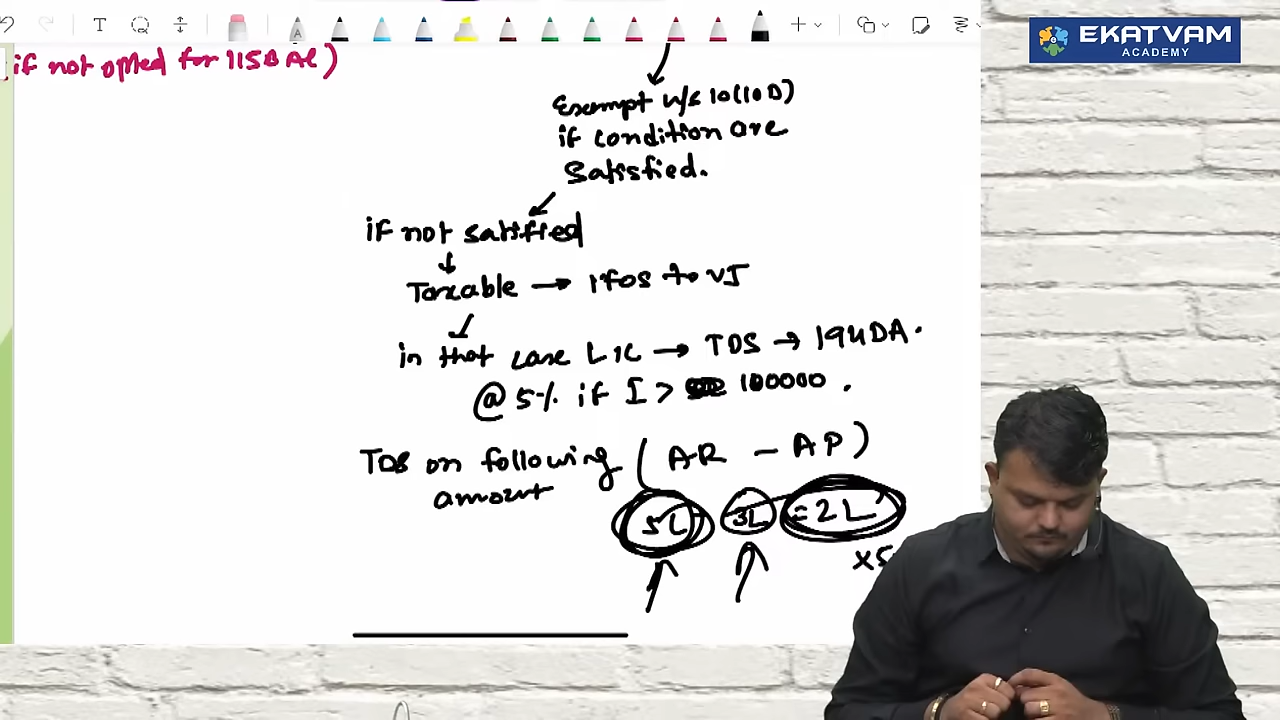 EKATVAM
ACADEMY
(if not opted for 115BAC)
Exempt u/s 10(10D)
if condition are
Satisfied.
if not satisfied
Taxable → IFOS to VI
in that case LIC → TDS → 194DA.
@ 5% if I > 100000.
TDS on following (AR - AP)
amount
5L 3L = 2L
x5